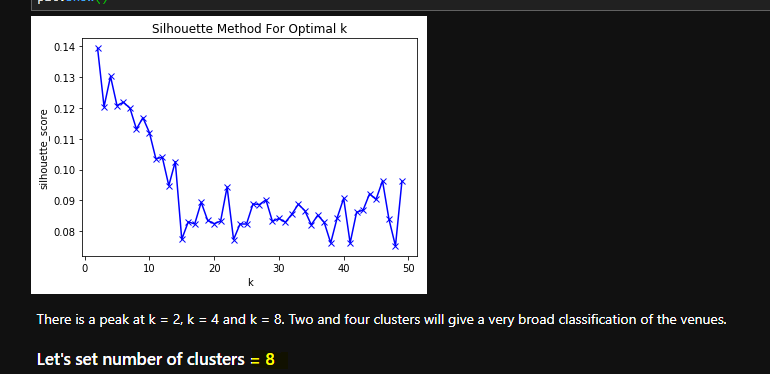 Silhouette Method For Optimal k
0.14
0.13
0.12
0.11
0.10
0.09
0.08
silhouette_score
0
10
20
30
40
50
k
There is a peak at k = 2, k = 4 and k = 8. Two and four clusters will give a very broad classification of the venues.
Let's set number of clusters = 8